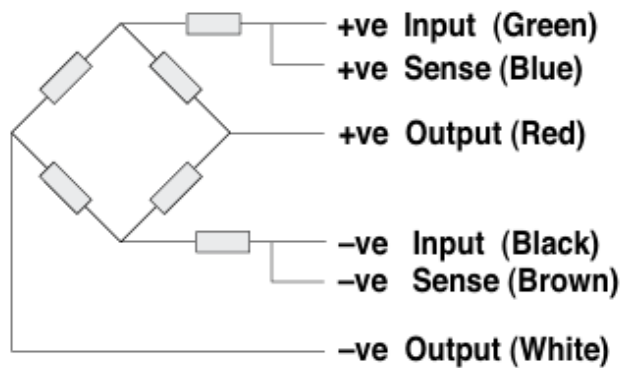 +ve Input (Green)
+ve Sense (Blue)
+ve Output (Red)
–ve Input (Black)
–ve Sense (Brown)
–ve Output (White)